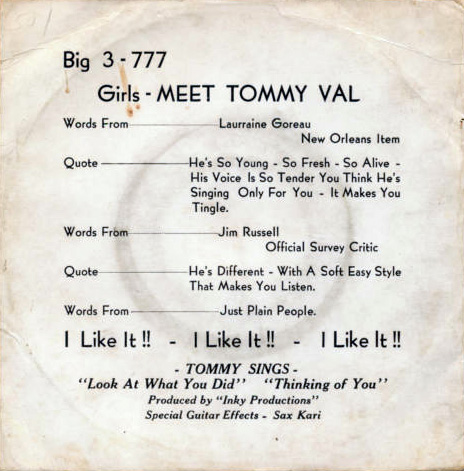 Big 3 - 777
Girls - MEET TOMMY VAL
Words From Laurraine Goreau
New Orleans Item
Quote He's So Young - So Fresh - So Alive -
His Voice Is So Tender You Think He's
Singing Only For You - It Makes You
Tingle.
Words From Jim Russell
Official Survey Critic
Quote He's Different - With A Soft Easy Style
That Makes You Listen.
Words From Just Plain People.
I Like It !! - I Like It !! - I Like It !!
- TOMMY SINGS -
"Look At What You Did" "Thinking of You"
Produced by "Inky Productions"
Special Guitar Effects - Sax Kari